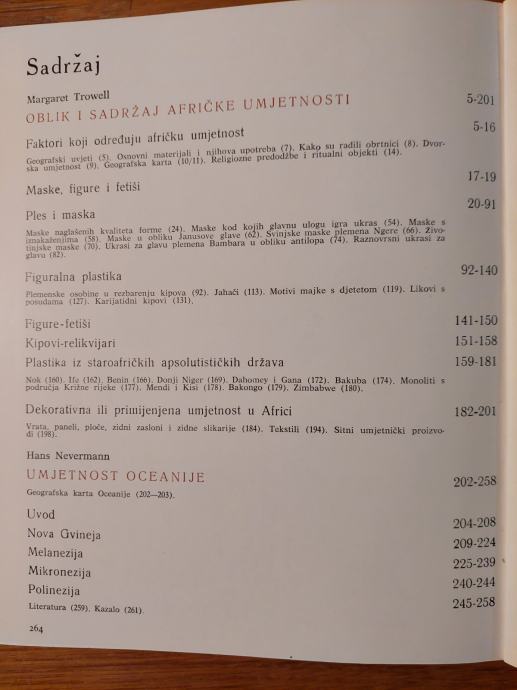 Sadržaj
Margaret Trowell
OBLIK I SADRŽAJ AFRIČKE UMJETNOSTI 5-201
Faktori koji određuju afričku umjetnost 5-16
Geografski uvjeti (5). Osnovni materijali i njihova upotreba (7). Kako su radili obrtnici (8). Dvor-
ska umjetnost (9). Geografska karta (10/11). Religiozne predodžbe i ritualni objekti (14).
Maske, figure i fetiši 17-19
Ples i maska 20-91
Maske naglašenih kvaliteta forme (24). Maske kod kojih glavnu ulogu igra ukras (54). Maske s
izmakaženjima (58). Maske u obliku Janusove glave (62). Svinjske maske plemena Ngere (66). Živo-
tinjske maske (70). Ukrasi za glavu plemena Bambara u obliku antilopa (74). Raznovrsni ukrasi za
glavu (82).
Figuralna plastika 92-140
Plemenske osobine u rezbarenju kipova (92). Jahači (113). Motivi majke s djetetom (119). Likovi s
posudama (127). Karijatidni kipovi (131).
Figure-fetiši 141-150
Kipovi-relikvijari 151-158
Plastika iz staroafričkih apsolutističkih država 159-181
Nok (160). Ife (162). Benin (166). Donji Niger (169). Dahomey i Gana (172). Bakuba (174). Monoliti s
područja Križne rijeke (177). Mendi i Kisi (178). Bakongo (179). Zimbabwe (180).
Dekorativna ili primijenjena umjetnost u Africi 182-201
Vrata, paneli, ploče, zidni zasloni i zidne slikarije (184). Tekstili (194). Sitni umjetnički proizvo-
di (198).
Hans Nevermann
UMJETNOST OCEANIJE 202-258
Geografska karta Oceanije (202—203).
Uvod 204-208
Nova Gvineja 209-224
Melanezija 225-239
Mikronezija 240-244
Polinezija 245-258
Literatura (259). Kazalo (261).
264